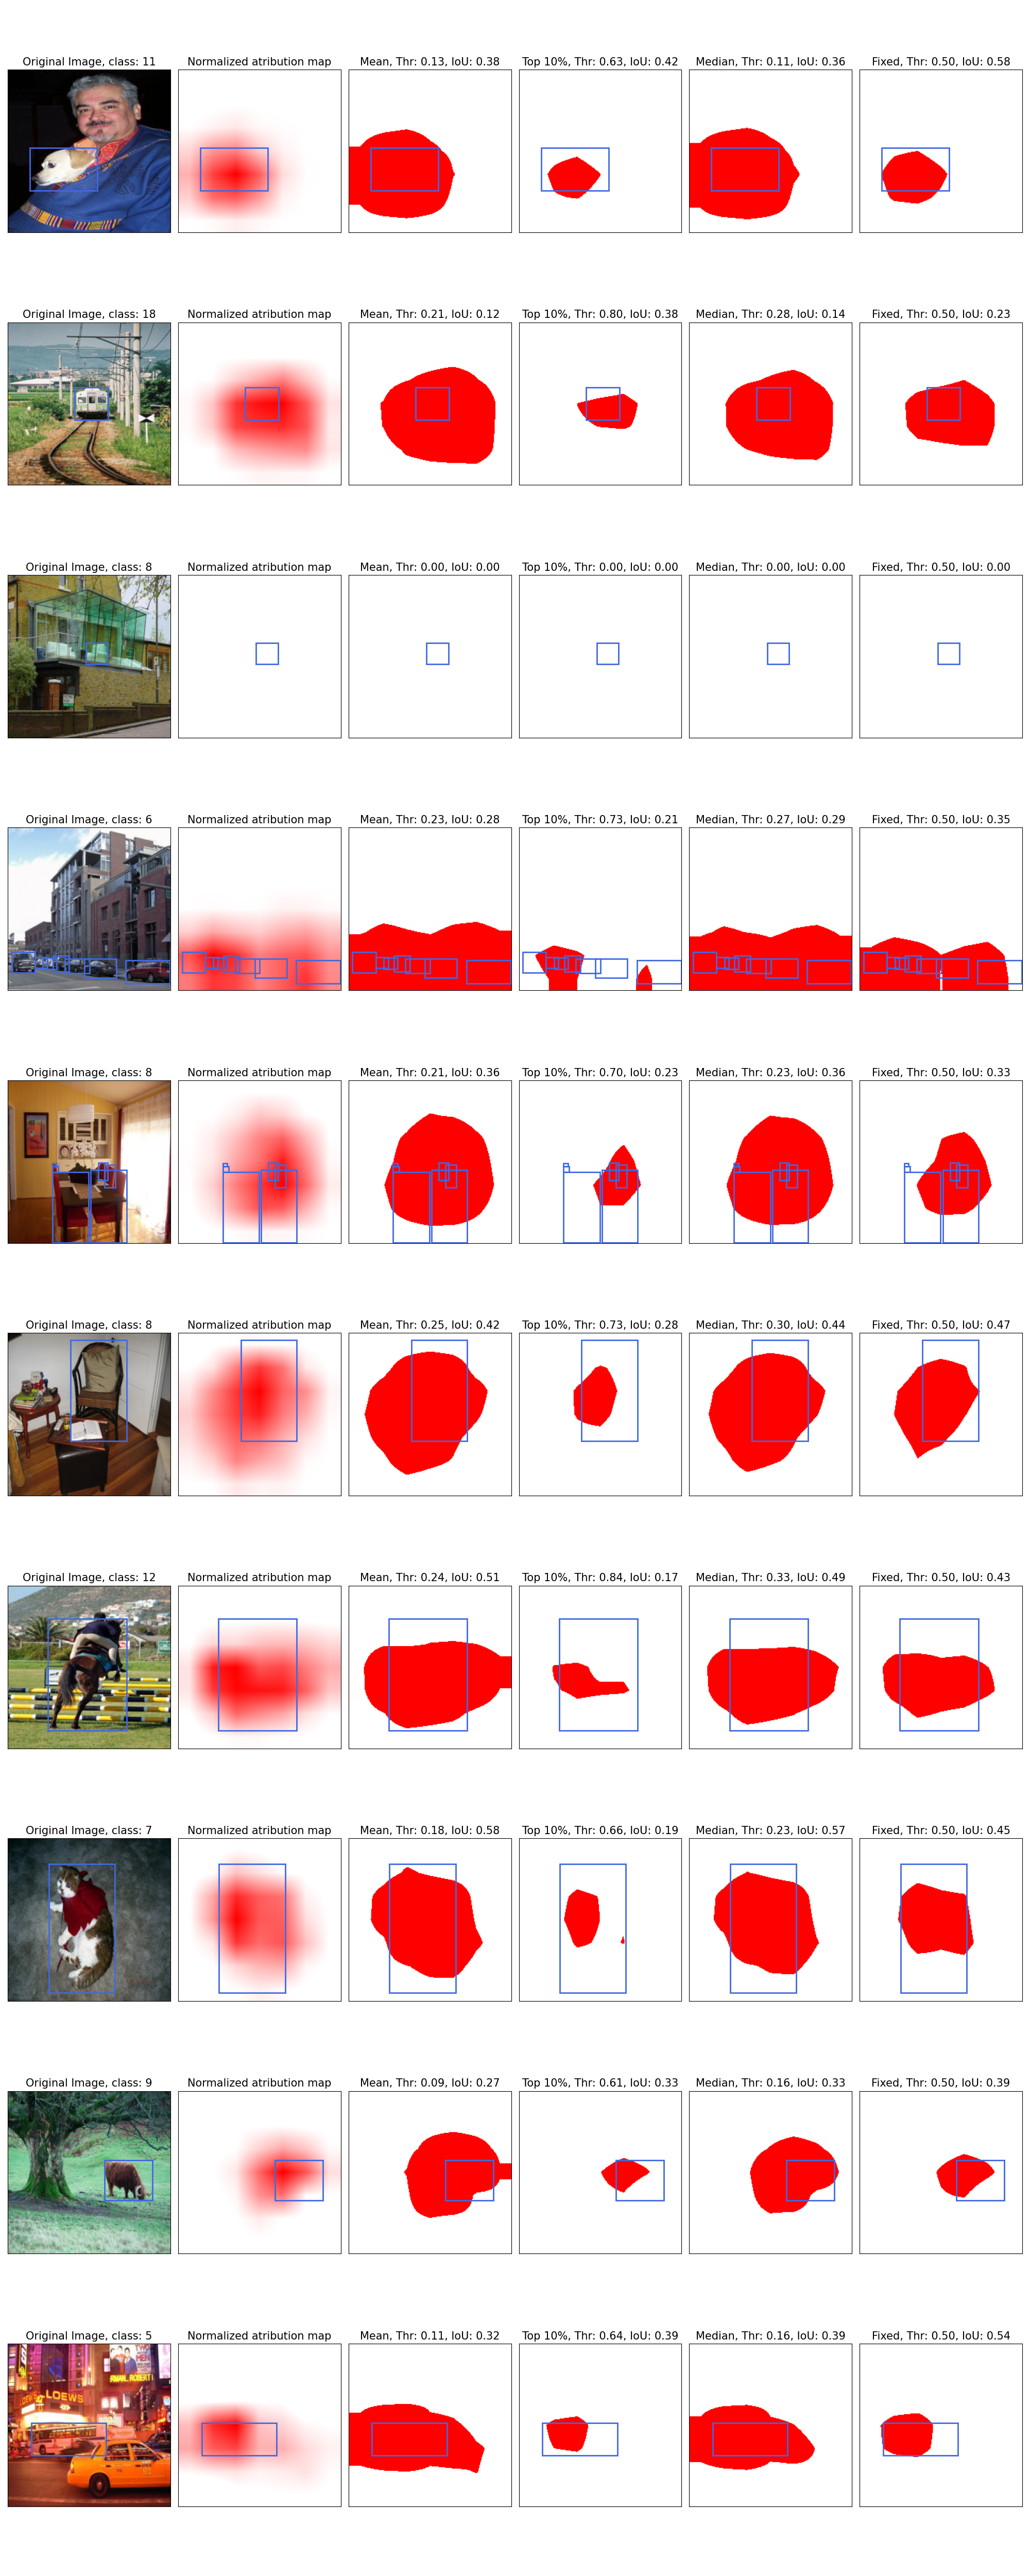 Original Image, class: 11
Normalized atribution map
Mean, Thr: 0.13, IoU: 0.38
Top 10%, Thr: 0.63, IoU: 0.42
Median, Thr: 0.11, IoU: 0.36
Fixed, Thr: 0.50, IoU: 0.58
Original Image, class: 18
Normalized atribution map
Mean, Thr: 0.21, IoU: 0.12
Top 10%, Thr: 0.80, IoU: 0.38
Median, Thr: 0.28, IoU: 0.14
Fixed, Thr: 0.50, IoU: 0.23
Original Image, class: 8
Normalized atribution map
Mean, Thr: 0.00, IoU: 0.00
Top 10%, Thr: 0.00, IoU: 0.00
Median, Thr: 0.00, IoU: 0.00
Fixed, Thr: 0.50, IoU: 0.00
Original Image, class: 6
Normalized atribution map
Mean, Thr: 0.23, IoU: 0.28
Top 10%, Thr: 0.73, IoU: 0.21
Median, Thr: 0.27, IoU: 0.29
Fixed, Thr: 0.50, IoU: 0.35
Original Image, class: 8
Normalized atribution map
Mean, Thr: 0.21, IoU: 0.36
Top 10%, Thr: 0.70, IoU: 0.23
Median, Thr: 0.23, IoU: 0.36
Fixed, Thr: 0.50, IoU: 0.33
Original Image, class: 8
Normalized atribution map
Mean, Thr: 0.25, IoU: 0.42
Top 10%, Thr: 0.73, IoU: 0.28
Median, Thr: 0.30, IoU: 0.44
Fixed, Thr: 0.50, IoU: 0.47
Original Image, class: 12
Normalized atribution map
Mean, Thr: 0.24, IoU: 0.51
Top 10%, Thr: 0.84, IoU: 0.17
Median, Thr: 0.33, IoU: 0.49
Fixed, Thr: 0.50, IoU: 0.43
Original Image, class: 7
Normalized atribution map
Mean, Thr: 0.18, IoU: 0.58
Top 10%, Thr: 0.66, IoU: 0.19
Median, Thr: 0.23, IoU: 0.57
Fixed, Thr: 0.50, IoU: 0.45
Original Image, class: 9
Normalized atribution map
Mean, Thr: 0.09, IoU: 0.27
Top 10%, Thr: 0.61, IoU: 0.33
Median, Thr: 0.16, IoU: 0.33
Fixed, Thr: 0.50, IoU: 0.39
Original Image, class: 5
Normalized atribution map
Mean, Thr: 0.11, IoU: 0.32
Top 10%, Thr: 0.64, IoU: 0.39
Median, Thr: 0.16, IoU: 0.39
Fixed, Thr: 0.50, IoU: 0.54
LOEWS